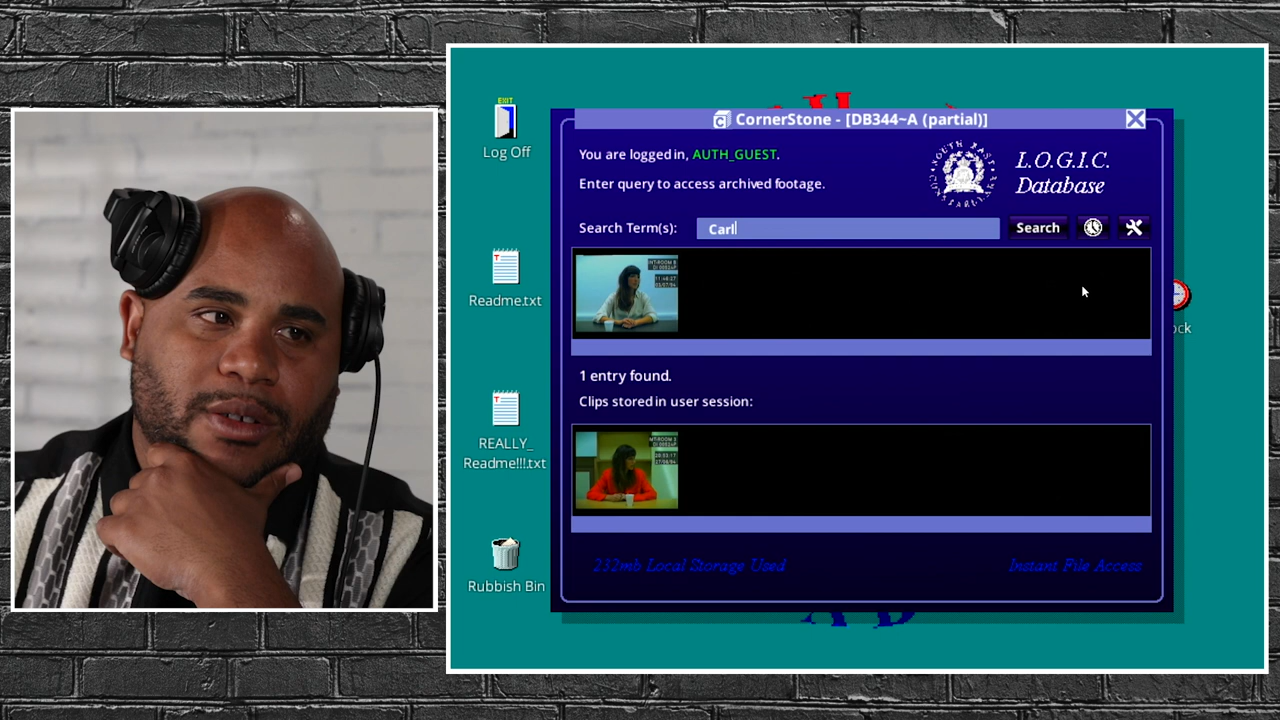 EXIT
Log Off
Readme.txt
REALLY_
Readme!!!.txt
Rubbish Bin
CornerStone - [DB344~A (partial)]
You are logged in, AUTH_GUEST.
Enter query to access archived footage.
L.O.G.I.C.
Database
Search Term(s):
Carl
Search
1 entry found.
Clips stored in user session:
232mb Local Storage Used
Instant File Access
ock